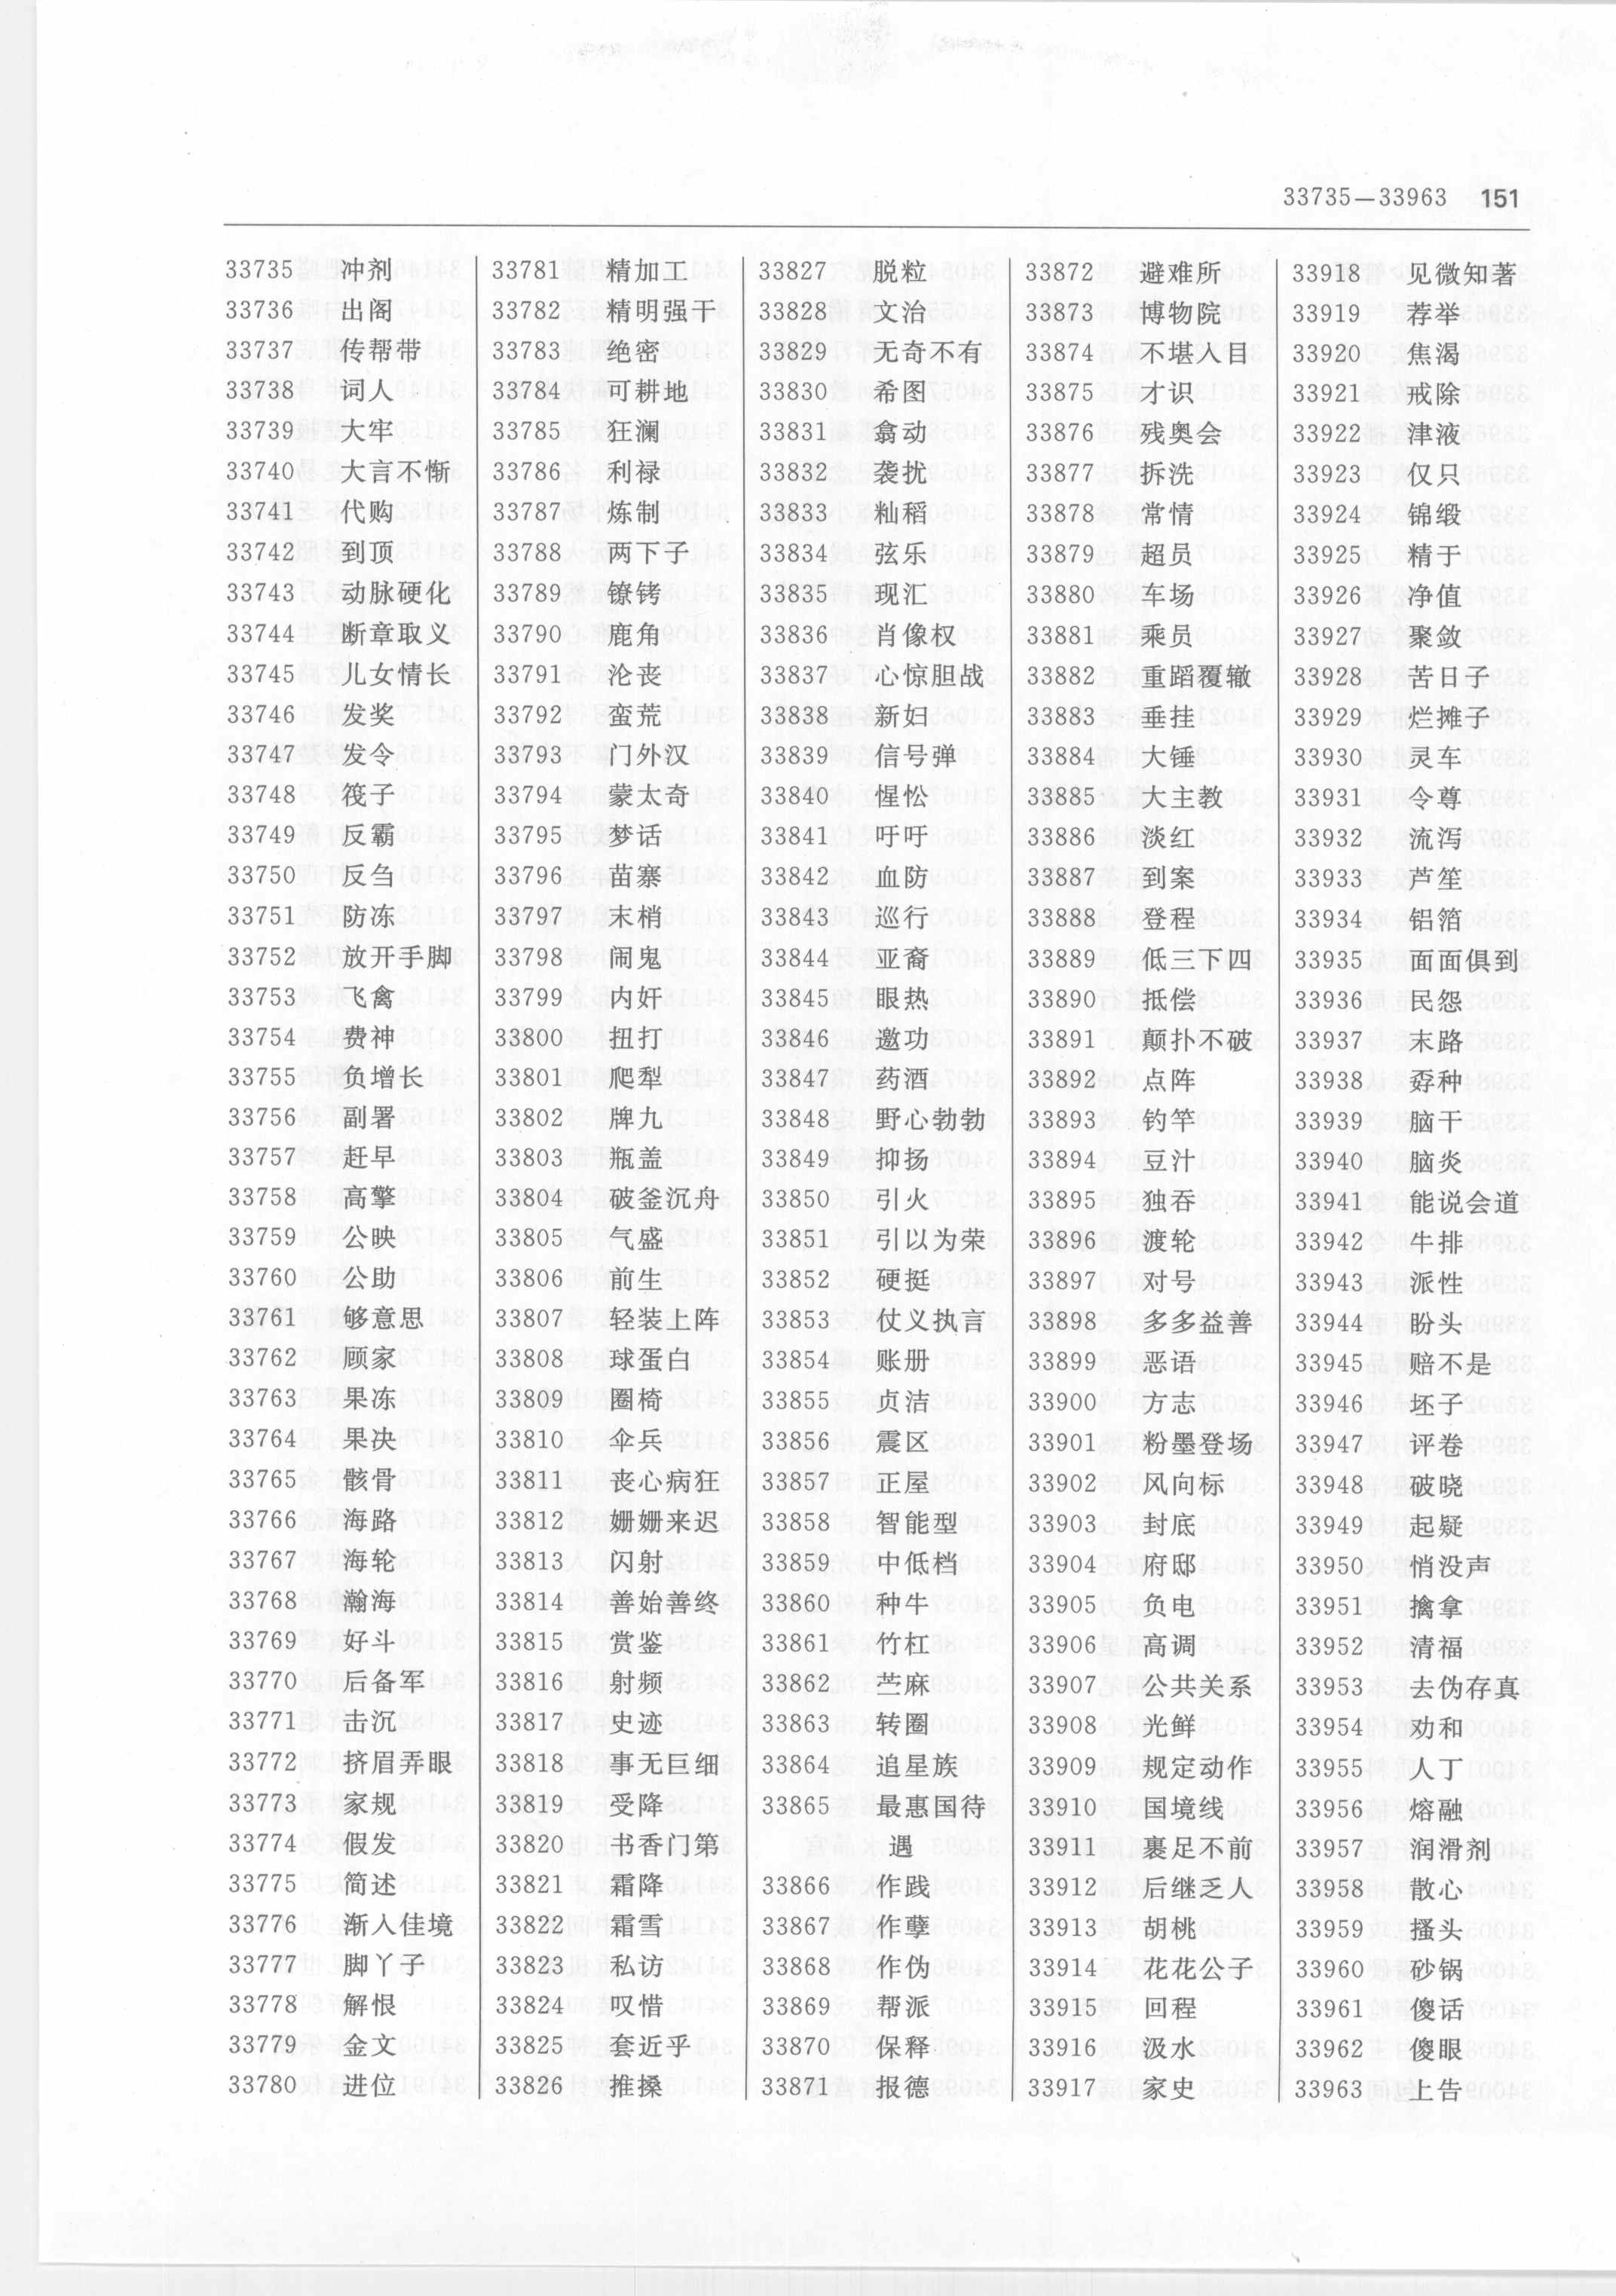 33735—33963 151
33735 冲剂
33736 出阁
33737 传帮带
33738 词人
33739 大牢
33740 大言不惭
33741 代购
33742 到顶
33743 动脉硬化
33744 断章取义
33745 儿女情长
33746 发奖
33747 发令
33748 筏子
33749 反霸
33750 反刍
33751 防冻
33752 放开手脚
33753 飞禽
33754 费神
33755 负增长
33756 副署
33757 赶早
33758 高擎
33759 公映
33760 公助
33761 够意思
33762 顾家
33763 果冻
33764 果决
33765 骸骨
33766 海路
33767 海轮
33768 瀚海
33769 好斗
33770 后备军
33771 击沉
33772 挤眉弄眼
33773 家规
33774 假发
33775 简述
33776 渐入佳境
33777 脚丫子
33778 解恨
33779 金文
33780 进位
33781 精加工
33782 精明强干
33783 绝密
33784 可耕地
33785 狂澜
33786 利禄
33787 炼制
33788 两下子
33789 镣铐
33790 鹿角
33791 沦丧
33792 蛮荒
33793 门外汉
33794 蒙太奇
33795 梦话
33796 苗寨
33797 末梢
33798 闹鬼
33799 内奸
33800 扭打
33801 爬犁
33802 牌九
33803 瓶盖
33804 破釜沉舟
33805 气盛
33806 前生
33807 轻装上阵
33808 球蛋白
33809 圈椅
33810 伞兵
33811 丧心病狂
33812 姗姗来迟
33813 闪射
33814 善始善终
33815 赏鉴
33816 射频
33817 史迹
33818 事无巨细
33819 受降
33820 书香门第
33821 霜降
33822 霜雪
33823 私访
33824 叹惜
33825 套近乎
33826 推搡
33827 脱粒
33828 文治
33829 无奇不有
33830 希图
33831 翕动
33832 袭扰
33833 籼稻
33834 弦乐
33835 现汇
33836 肖像权
33837 心惊胆战
33838 新妇
33839 信号弹
33840 惺忪
33841 吁吁
33842 血防
33843 巡行
33844 亚裔
33845 眼热
33846 邀功
33847 药酒
33848 野心勃勃
33849 抑扬
33850 引火
33851 引以为荣
33852 硬挺
33853 仗义执言
33854 账册
33855 贞洁
33856 震区
33857 正屋
33858 智能型
33859 中低档
33860 种牛
33861 竹杠
33862 苎麻
33863 转圈
33864 追星族
33865 最惠国待
遇
33866 作践
33867 作孽
33868 作伪
33869 帮派
33870 保释
33871 报德
33872 避难所
33873 博物院
33874 不堪入目
33875 才识
33876 残奥会
33877 拆洗
33878 常情
33879 超员
33880 车场
33881 乘员
33882 重蹈覆辙
33883 垂挂
33884 大锤
33885 大主教
33886 淡红
33887 到案
33888 登程
33889 低三下四
33890 抵偿
33891 颠扑不破
33892 点阵
33893 钓竿
33894 豆汁
33895 独吞
33896 渡轮
33897 对号
33898 多多益善
33899 恶语
33900 方志
33901 粉墨登场
33902 风向标
33903 封底
33904 府邸
33905 负电
33906 高调
33907 公共关系
33908 光鲜
33909 规定动作
33910 国境线
33911 裹足不前
33912 后继乏人
33913 胡桃
33914 花花公子
33915 回程
33916 汲水
33917 家史
33918 见微知著
33919 荐举
33920 焦渴
33921 戒除
33922 津液
33923 仅只
33924 锦缎
33925 精于
33926 净值
33927 聚敛
33928 苦日子
33929 烂摊子
33930 灵车
33931 令尊
33932 流泻
33933 芦笙
33934 铝箔
33935 面面俱到
33936 民怨
33937 末路
33938 孬种
33939 脑干
33940 脑炎
33941 能说会道
33942 牛排
33943 派性
33944 盼头
33945 赔不是
33946 坯子
33947 评卷
33948 破晓
33949 起疑
33950 悄没声
33951 擒拿
33952 清福
33953 去伪存真
33954 劝和
33955 人丁
33956 熔融
33957 润滑剂
33958 散心
33959 搔头
33960 砂锅
33961 傻话
33962 傻眼
33963 上告